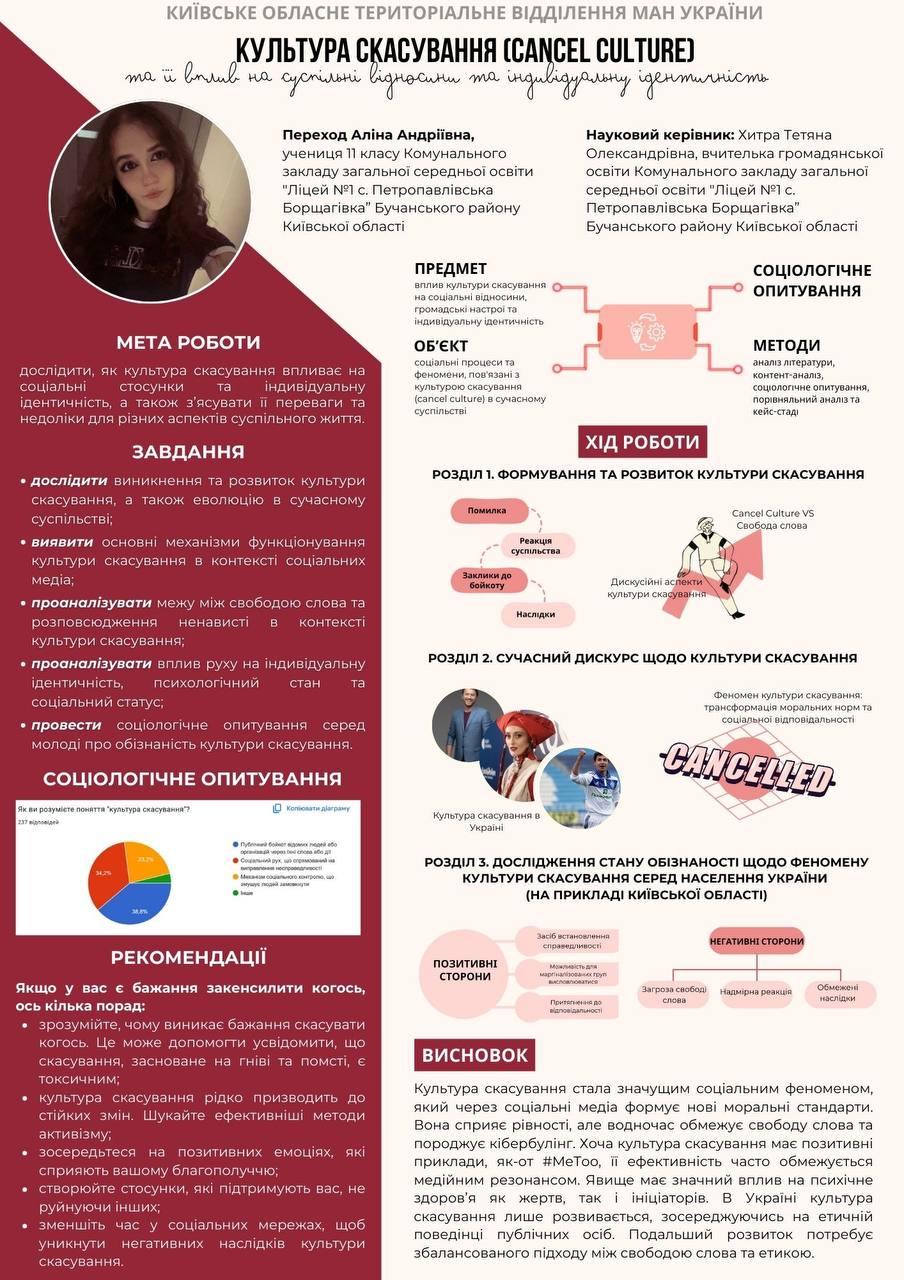 КИЇВСЬКЕ ОБЛАСНЕ ТЕРИТОРІАЛЬНЕ ВІДДІЛЕННЯ МАН УКРАЇНИ
КУЛЬТУРА СКАСУВАННЯ (CANCEL CULTURE)
та її вплив на суспільні відносини та індивідуальну ідентичність
Переход Аліна Андріївна,
учениця 11 класу Комунального
закладу загальної середньої освіти
"Ліцей №1 с. Петропавлівська
Борщагівка” Бучанського району
Київської області
Науковий керівник: Хитра Тетяна
Олександрівна, вчителька громадянської
освіти Комунального закладу загальної
середньої освіти "Ліцей №1 с.
Петропавлівська Борщагівка”
Бучанського району Київської області
МЕТА РОБОТИ
дослідити, як культура скасування впливає на
соціальні стосунки та індивідуальну
ідентичність, а також з’ясувати її переваги та
недоліки для різних аспектів суспільного життя.
ЗАВДАННЯ
• дослідити виникнення та розвиток культури
скасування, а також еволюцію в сучасному
суспільстві;
• виявити основні механізми функціонування
культури скасування в контексті соціальних
медіа;
• проаналізувати межу між свободою слова та
розповсюдження ненависті в контексті
культури скасування;
• проаналізувати вплив руху на індивідуальну
ідентичність, психологічний стан та
соціальний статус;
• провести соціологічне опитування серед
молоді про обізнаність культури скасування.
СОЦІОЛОГІЧНЕ ОПИТУВАННЯ
Як ви розумієте поняття "культура скасування"?
Копіювати діаграму
237 відповідей
34,2%
23,2%
38,8%
Публічний бойкот відомих людей або
організацій через їхні слова або дії
Соціальний рух, що спрямований на
виправлення несправедливості
Механізм соціального контролю, що
змушує людей замовкнути
Інше
РЕКОМЕНДАЦІЇ
Якщо у вас є бажання закенсилити когось,
ось кілька порад:
• зрозумійте, чому виникає бажання скасувати
когось. Це може допомогти усвідомити, що
скасування, засноване на гніві та помсті, є
токсичним;
• культура скасування рідко призводить до
стійких змін. Шукайте ефективніші методи
активізму;
• зосередьтеся на позитивних емоціях, які
сприяють вашому благополуччю;
• створюйте стосунки, які підтримують вас, не
руйнуючи інших;
• зменшіть час у соціальних мережах, щоб
уникнути негативних наслідків культури
скасування.
ПРЕДМЕТ
вплив культури скасування
на соціальні відносини,
громадські настрої та
індивідуальну ідентичність
ОБ’ЄКТ
соціальні процеси та
феномени, пов’язані з
культурою скасування
(cancel culture) в сучасному
суспільстві
СОЦІОЛОГІЧНЕ
ОПИТУВАННЯ
МЕТОДИ
аналіз літератури,
контент-аналіз,
соціологічне опитування,
порівняльний аналіз та
кейс-стаді
ХІД РОБОТИ
РОЗДІЛ 1. ФОРМУВАННЯ ТА РОЗВИТОК КУЛЬТУРИ СКАСУВАННЯ
Помилка
Реакція
суспільства
Заклики до
бойкоту
Наслідки
Cancel Culture VS
Свобода слова
Дискусійні аспекти
культури скасування
РОЗДІЛ 2. СУЧАСНИЙ ДИСКУРС ЩОДО КУЛЬТУРИ СКАСУВАННЯ
Культура скасування в
Україні
Феномен культури скасування:
трансформація моральних норм та
соціальної відповідальності
CANCELLED
РОЗДІЛ 3. ДОСЛІДЖЕННЯ СТАНУ ОБІЗНАНОСТІ ЩОДО ФЕНОМЕНУ
КУЛЬТУРИ СКАСУВАННЯ СЕРЕД НАСЕЛЕННЯ УКРАЇНИ
(НА ПРИКЛАДІ КИЇВСЬКОЇ ОБЛАСТІ)
ПОЗИТИВНІ
СТОРОНИ
Засіб встановлення
справедливості
Можливість для
маргіналізованих груп
висловлюватися
Притягнення до
відповідальності
НЕГАТИВНІ СТОРОНИ
Загроза свободі
слова
Надмірна реакція
Обмежені
наслідки
ВИСНОВОК
Культура скасування стала значущим соціальним феноменом,
який через соціальні медіа формує нові моральні стандарти.
Вона сприяє рівності, але водночас обмежує свободу слова та
породжує кібербулінг. Хоча культура скасування має позитивні
приклади, як-от #MeToo, її ефективність часто обмежується
медійним резонансом. Явище має значний вплив на психічне
здоров’я як жертв, так і ініціаторів. В Україні культура
скасування лише розвивається, зосереджуючись на етичній
поведінці публічних осіб. Подальший розвиток потребує
збалансованого підходу між свободою слова та етикою.